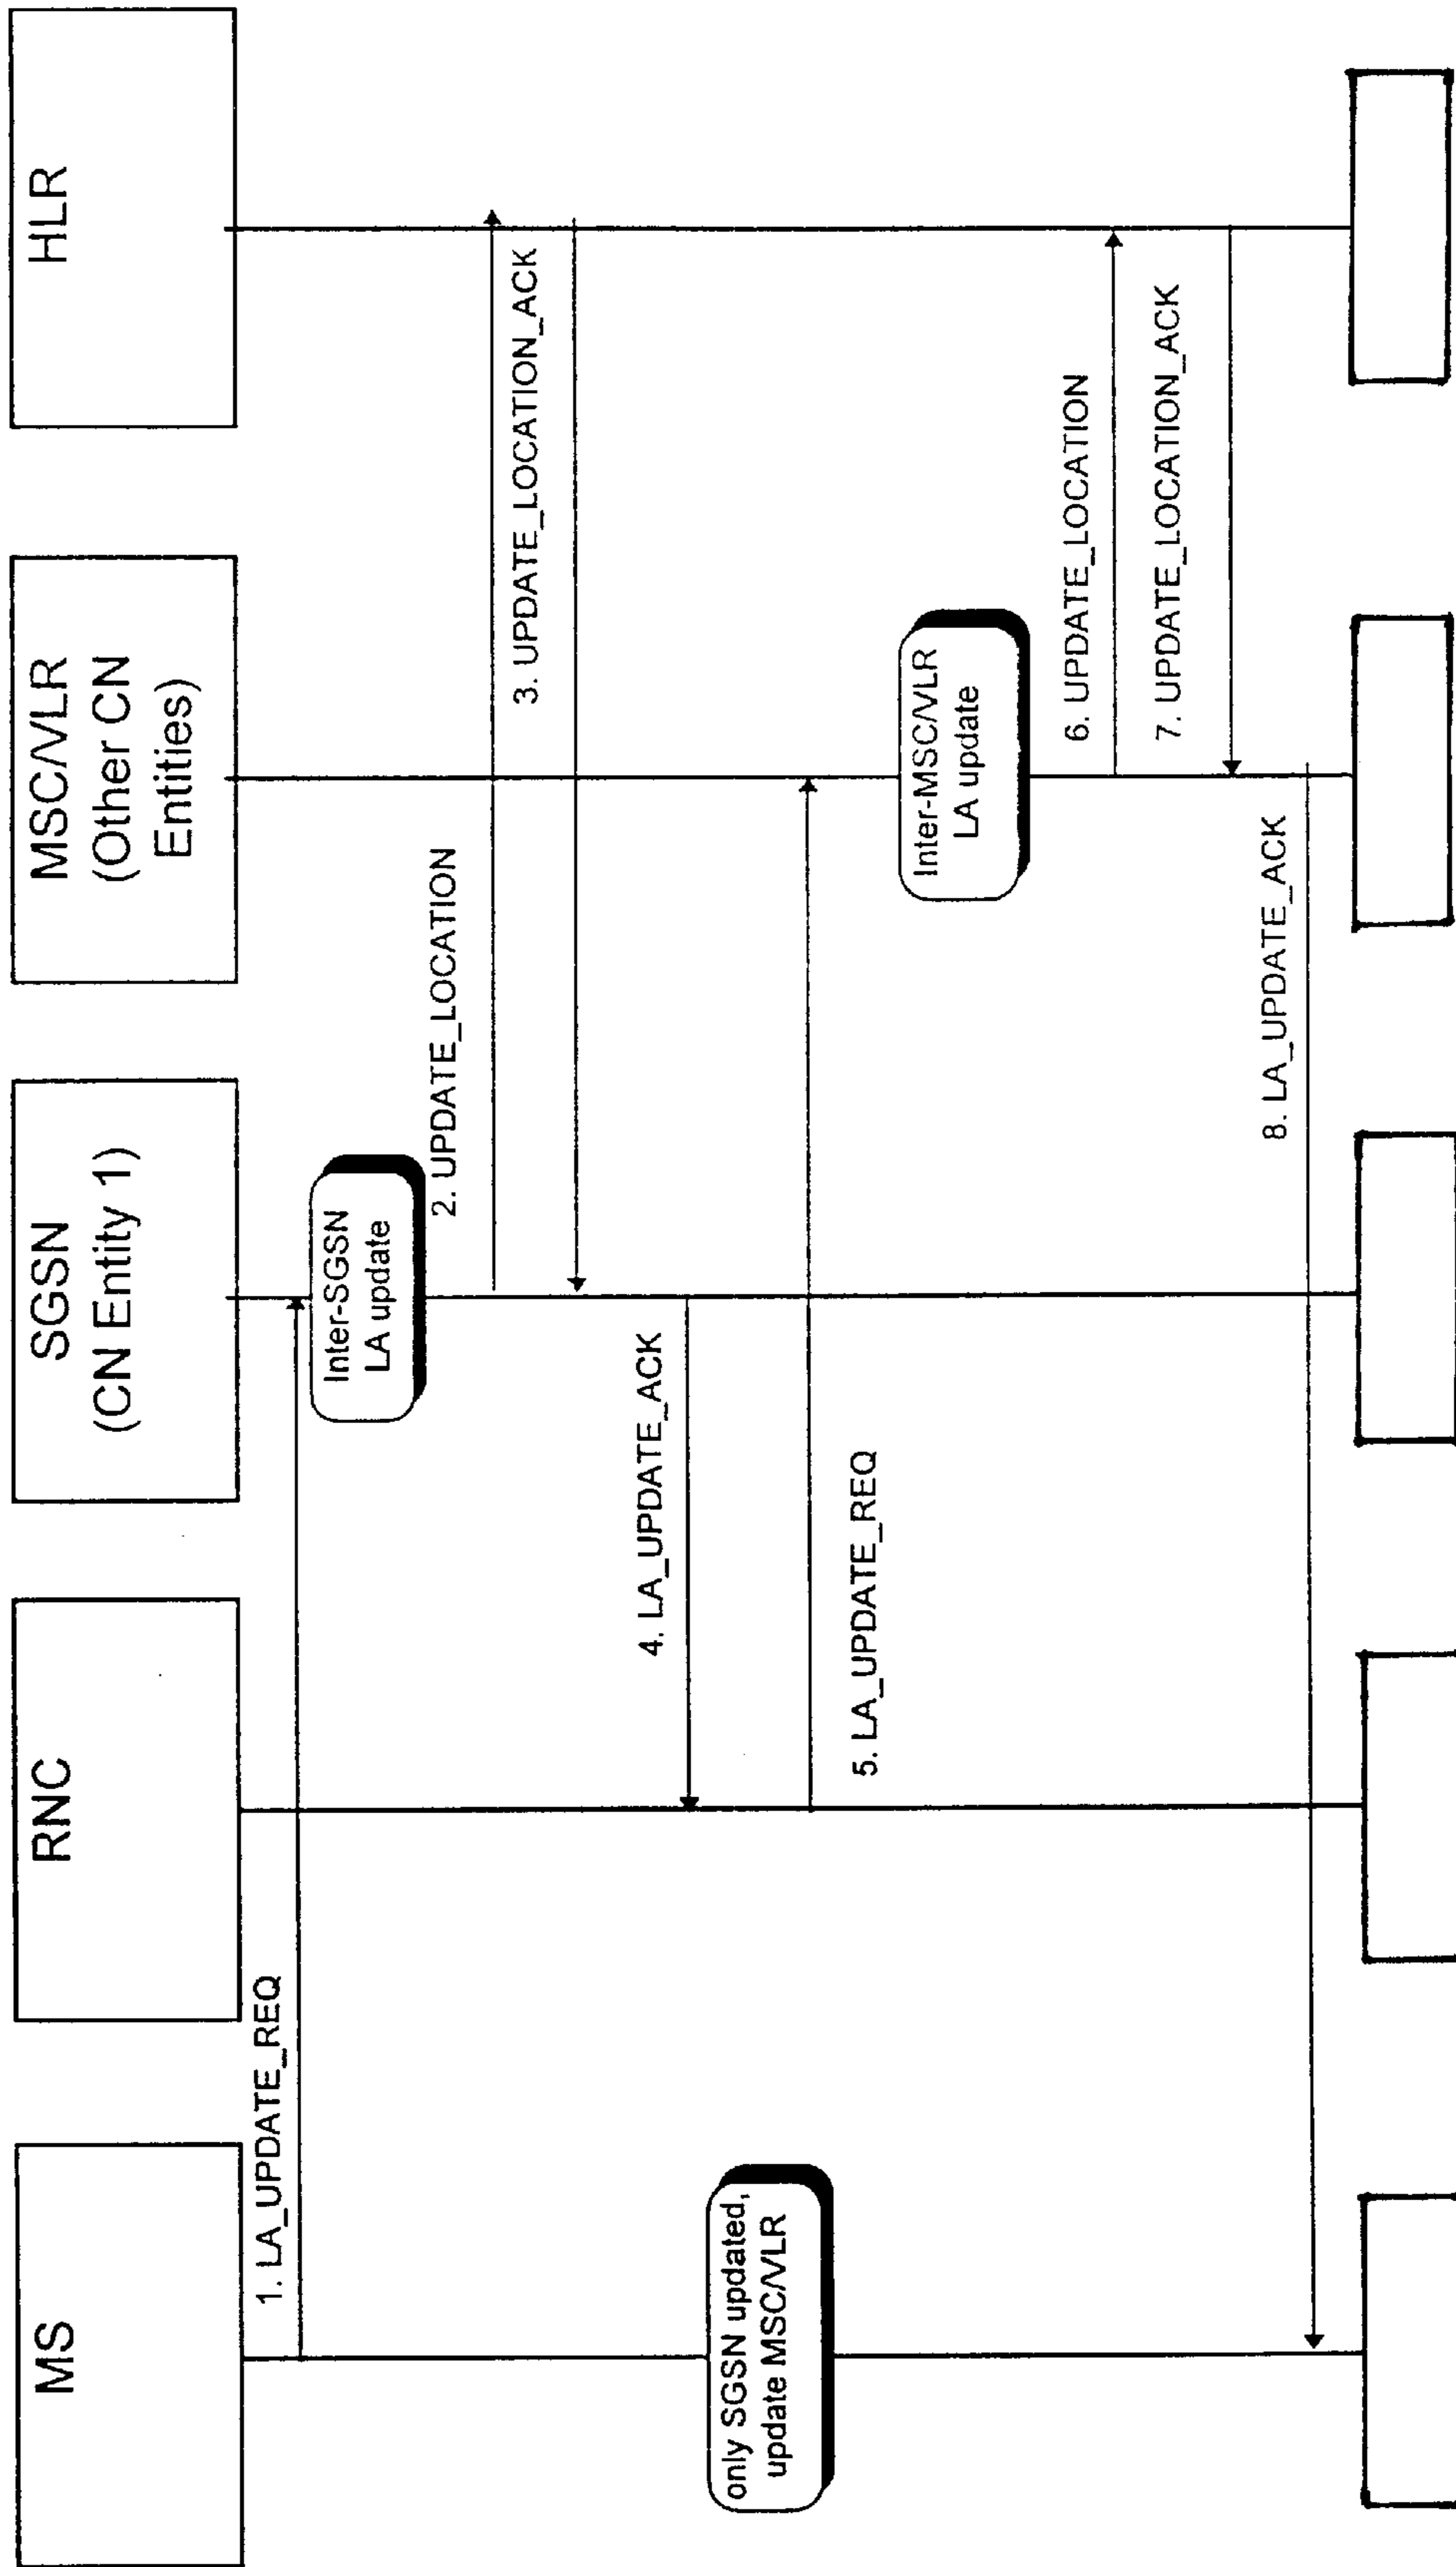 MS
RNC
SGSN
(CN Entity 1)
MSC/VLR
(Other CN
Entities)
HLR
1. LA_UPDATE_REQ
Inter-SGSN
LA update
2. UPDATE_LOCATION
3. UPDATE_LOCATION_ACK
4. LA_UPDATE_ACK
only SGSN updated,
update MSC/VLR
5. LA_UPDATE_REQ
Inter-MSC/VLR
LA update
6. UPDATE_LOCATION
7. UPDATE_LOCATION_ACK
8. LA_UPDATE_ACK